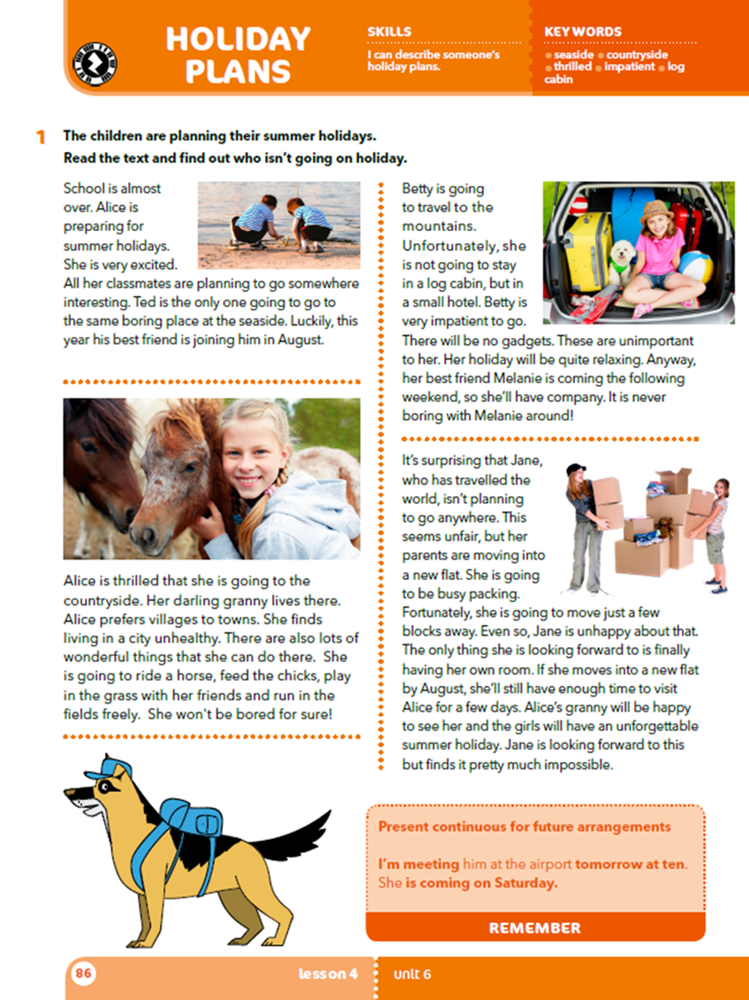 HOLIDAY
PLANS
SKILLS
I can describe someone's
holiday plans.
KEY WORDS
seaside countryside
thrilled impatient log
cabin
1 The children are planning their summer holidays.
Read the text and find out who isn't going on holiday.
School is almost
over. Alice is
preparing for
summer holidays.
She is very excited.
All her classmates are planning to go somewhere
interesting. Ted is the only one going to go to
the same boring place at the seaside. Luckily, this
year his best friend is joining him in August.
Alice is thrilled that she is going to the
countryside. Her darling granny lives there.
Alice prefers villages to towns. She finds
living in a city unhealthy. There are also lots of
wonderful things that she can do there. She
is going to ride a horse, feed the chicks, play
in the grass with her friends and run in the
fields freely. She won't be bored for sure!
Betty is going
to travel to the
mountains.
Unfortunately, she
is not going to stay
in a log cabin, but in
a small hotel. Betty is
very impatient to go.
There will be no gadgets. These are unimportant
to her. Her holiday will be quite relaxing. Anyway,
her best friend Melanie is coming the following
weekend, so she'll have company. It is never
boring with Melanie around!
It's surprising that Jane,
who has travelled the
world, isn't planning
to go anywhere. This
seems unfair, but her
parents are moving into
a new flat. She is going
to be busy packing.
Fortunately, she is going to move just a few
blocks away. Even so, Jane is unhappy about that.
The only thing she is looking forward to is finally
having her own room. If she moves into a new flat
by August, she'll still have enough time to visit
Alice for a few days. Alice's granny will be happy
to see her and the girls will have an unforgettable
summer holiday. Jane is looking forward to this
but finds it pretty much impossible.
Present continuous for future arrangements
I'm meeting him at the airport tomorrow at ten.
She is coming on Saturday.
REMEMBER
86
lesson 4
unit 6